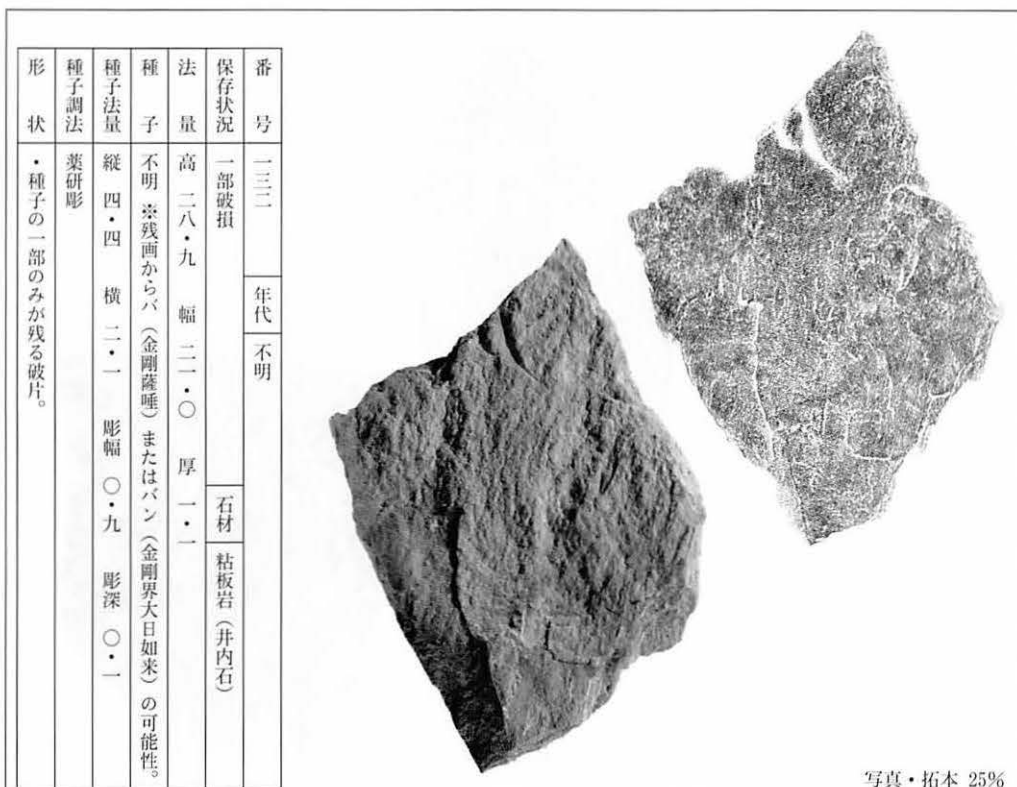 番号 一三二 年代 不明
保存状況 一部破損 石材 粘板岩（井内石）
法量 高 二八・九 幅 二一・〇 厚 一・一
種子 不明 ※残画からバ（金剛薩埵）またはバン（金剛界大日如来）の可能性。
種子法量 縦 四・四 横 二・一 彫幅 〇・九 彫深 〇・一
種子調法 薬研彫
形状 ・種子の一部のみが残る破片。
写真・拓本 25%